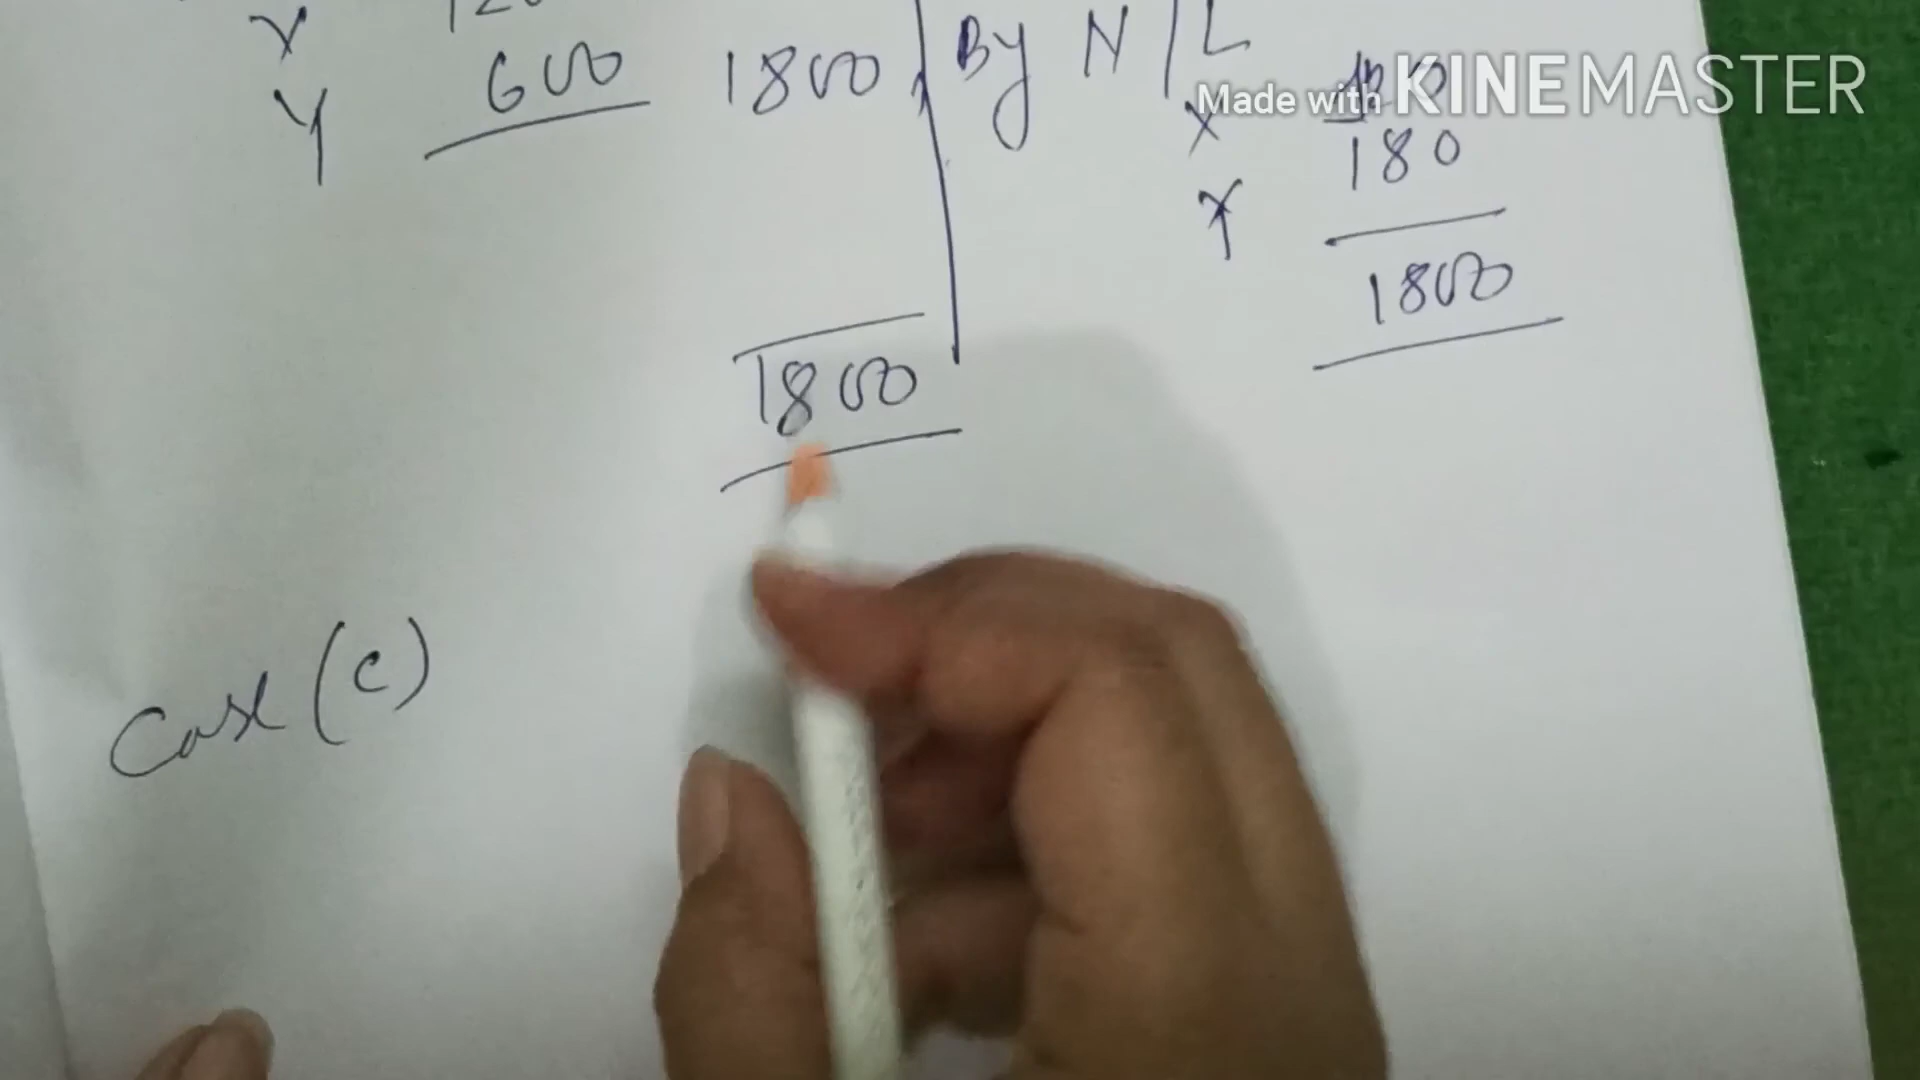 X
Y 600 1800 By N/L
Made with KINEMASTER
X
180
Y
1800
1800
Case (c)